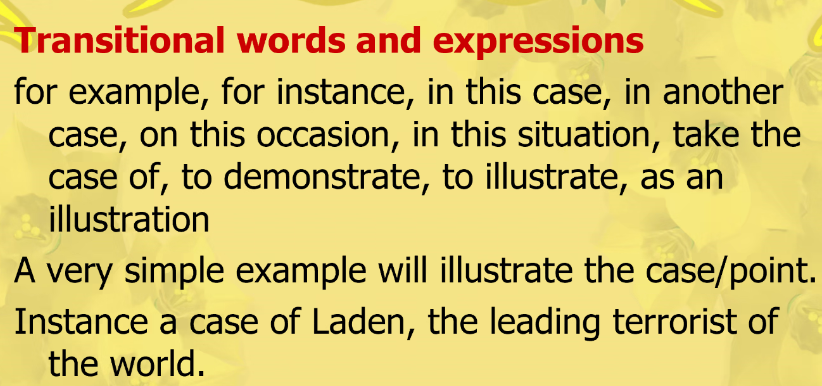 Transitional words and expressions
for example, for instance, in this case, in another
case, on this occasion, in this situation, take the
case of, to demonstrate, to illustrate, as an
illustration
A very simple example will illustrate the case/point.
Instance a case of Laden, the leading terrorist of
the world.